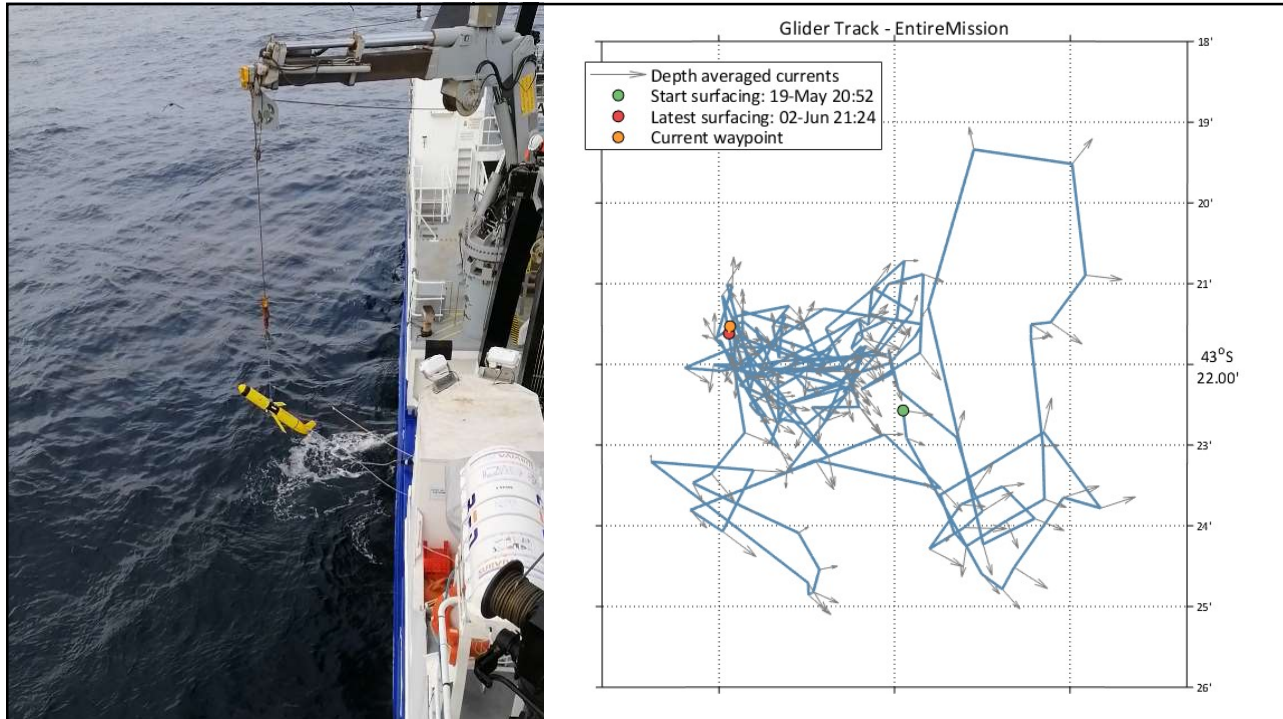 Glider Track - EntireMission
Depth averaged currents
Start surfacing: 19-May 20:52
Latest surfacing: 02-Jun 21:24
Current waypoint
18'
19'
20'
21'
43°S
22.00'
23'
24'
25'
26'